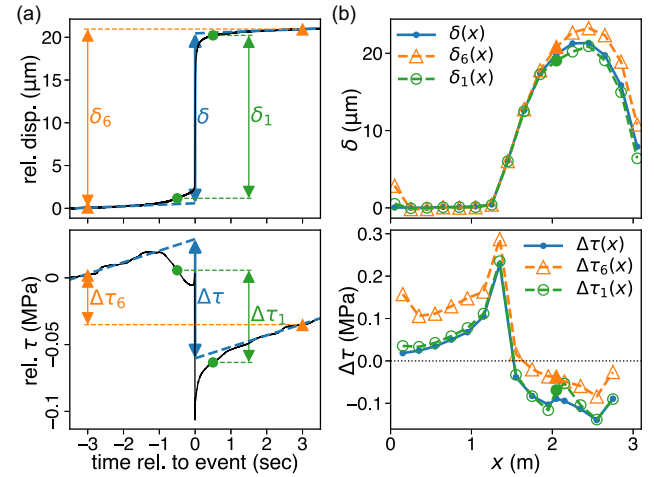 (a)
(b)
rel. disp. (μm)
20
15
10
5
0
δ₆
δ
δ₁
δ (μm)
20
10
0
δ(x)
δ₆(x)
δ₁(x)
rel. τ (MPa)
0
−0.05
−0.1
Δτ₆
Δτ
Δτ₁
−3 −2 −1 0 1 2 3
time rel. to event (sec)
Δτ (MPa)
0.3
0.2
0.1
0.0
−0.1
Δτ(x)
Δτ₆(x)
Δτ₁(x)
0 1 2 3
x (m)